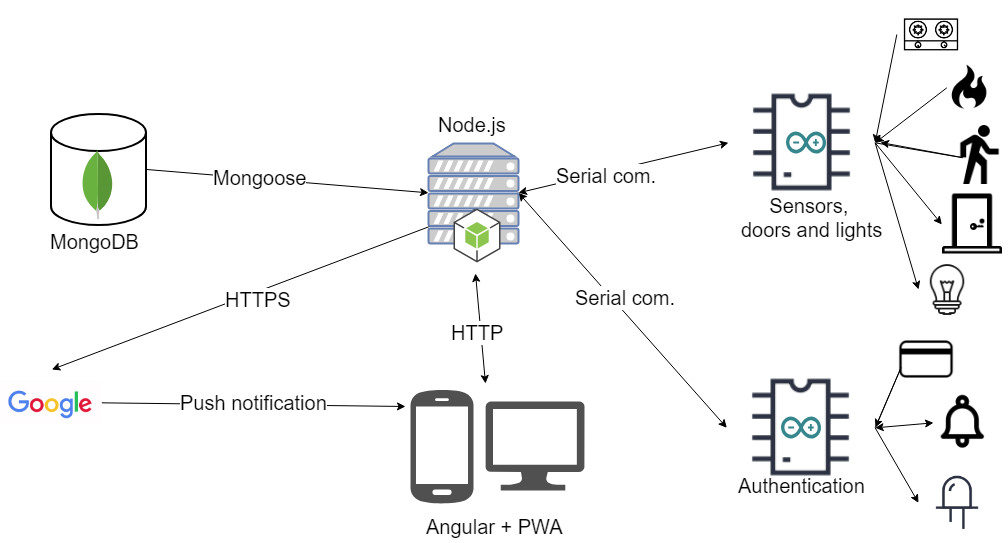 Node.js
Mongoose
Serial com.
MongoDB
Sensors,
doors and lights
HTTPS
Serial com.
HTTP
Google
Push notification
Authentication
Angular + PWA